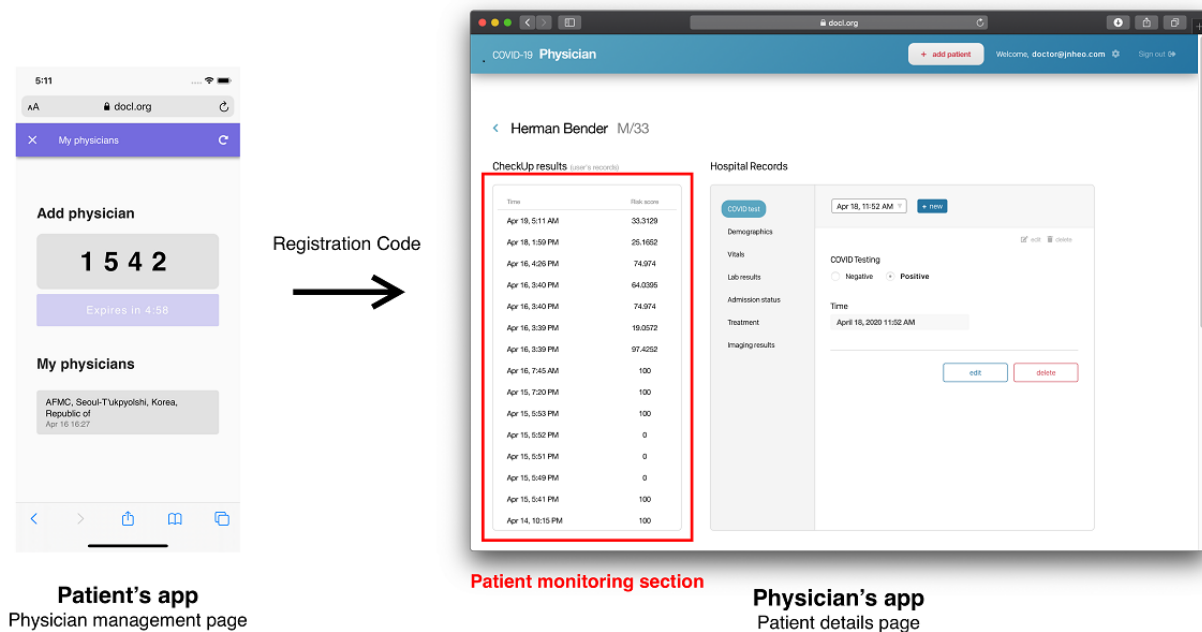 5:11
AA docl.org
My physicians
Add physician
1 5 4 2
Expires in 4:58
My physicians
AFMC, Seoul-T'ukpyolshi, Korea,
Republic of
Apr 16 16:27
Patient's app
Physician management page
Registration Code
docl.org
COVID-19 Physician
+ add patient
Welcome, doctor@jnheo.com
Sign out
Herman Bender M/33
CheckUp results (user's records)
Time Risk score
Apr 19, 5:11 AM 33.3129
Apr 18, 1:59 PM 25.1652
Apr 16, 4:26 PM 74.974
Apr 16, 3:40 PM 64.0395
Apr 16, 3:40 PM 74.974
Apr 16, 3:39 PM 19.0572
Apr 16, 3:39 PM 97.4252
Apr 16, 7:45 AM 100
Apr 15, 7:20 PM 100
Apr 15, 5:53 PM 100
Apr 15, 5:52 PM 0
Apr 15, 5:51 PM 0
Apr 15, 5:49 PM 0
Apr 15, 5:41 PM 100
Apr 14, 10:15 PM 100
Patient monitoring section
Hospital Records
COVID test
Demographics
Vitals
Lab results
Admission status
Treatment
Imaging results
Apr 18, 11:52 AM + new
edit delete
COVID Testing
Negative Positive
Time
April 18, 2020 11:52 AM
edit delete
Physician's app
Patient details page